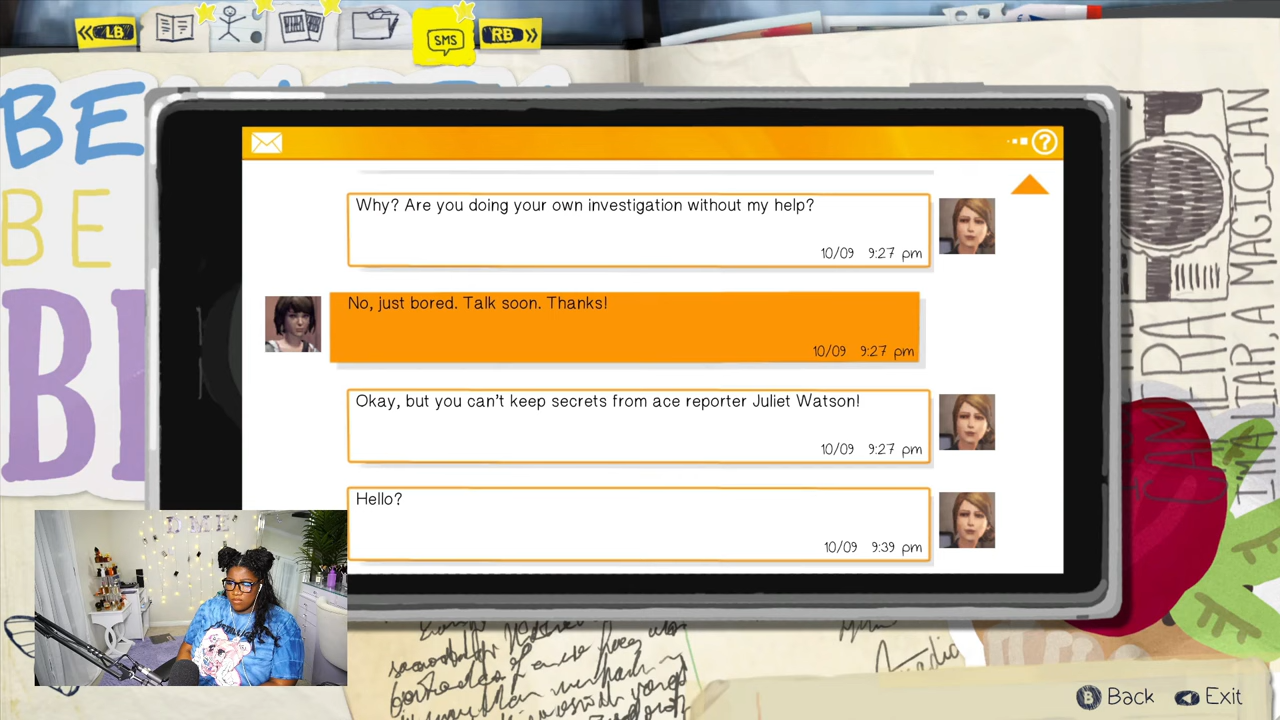 LB
SMS
RB
BE
BE
Why? Are you doing your own investigation without my help?
10/09 9:27 pm
No, just bored. Talk soon. Thanks!
10/09 9:27 pm
Okay, but you can't keep secrets from ace reporter Juliet Watson!
10/09 9:27 pm
Hello?
10/09 9:39 pm
CAMERA
IMA LIAR, A MAGICIAN
B Back
Exit